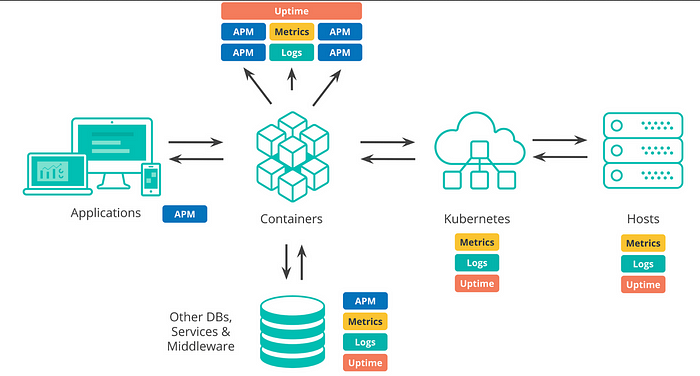 Uptime
APM Metrics APM
APM Logs APM
Applications APM
Containers
Kubernetes
Metrics
Logs
Uptime
Hosts
Metrics
Logs
Uptime
Other DBs,
Services &
Middleware
APM
Metrics
Logs
Uptime